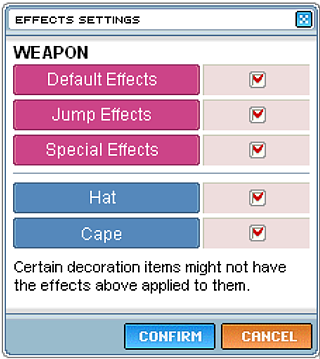 EFFECTS SETTINGS
WEAPON
Default Effects
Jump Effects
Special Effects
Hat
Cape
Certain decoration items might not have
the effects above applied to them.
CONFIRM
CANCEL